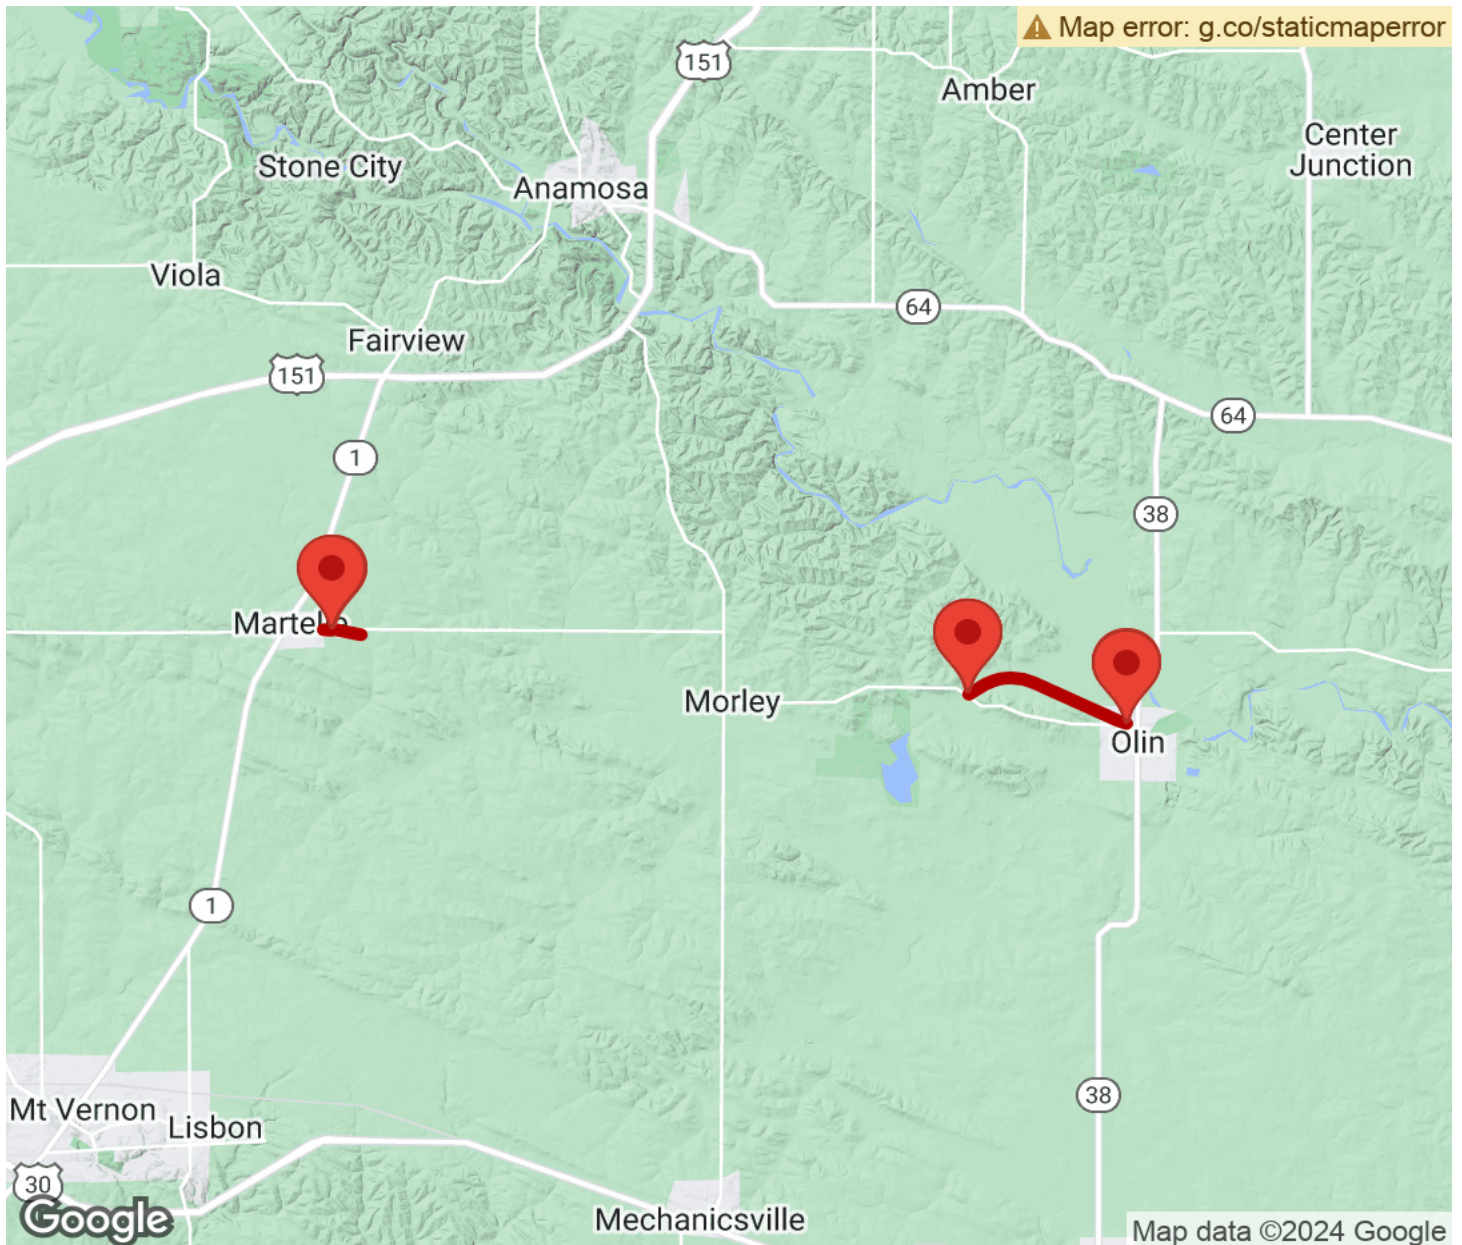 Map error: g.co/staticmaperror
151
Amber
Center
Junction
Stone City
Anamosa
Viola
64
Fairview
151
64
1
38
Martelle
Morley
Olin
1
38
Mt Vernon
Lisbon
30
Google
Mechanicsville
Map data ©2024 Google